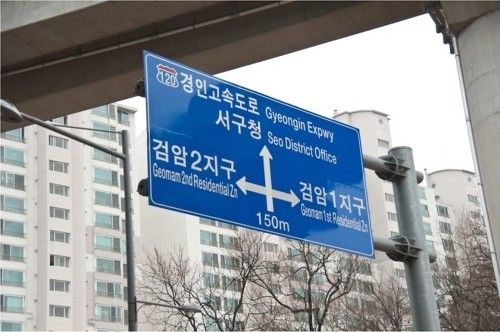 120 경인고속도로 Gyeongin Expwy
서구청 Seo District Office
검암2지구
Geomam 2nd Residential Zn
검암1지구
Geomam 1st Residential Zn
150m